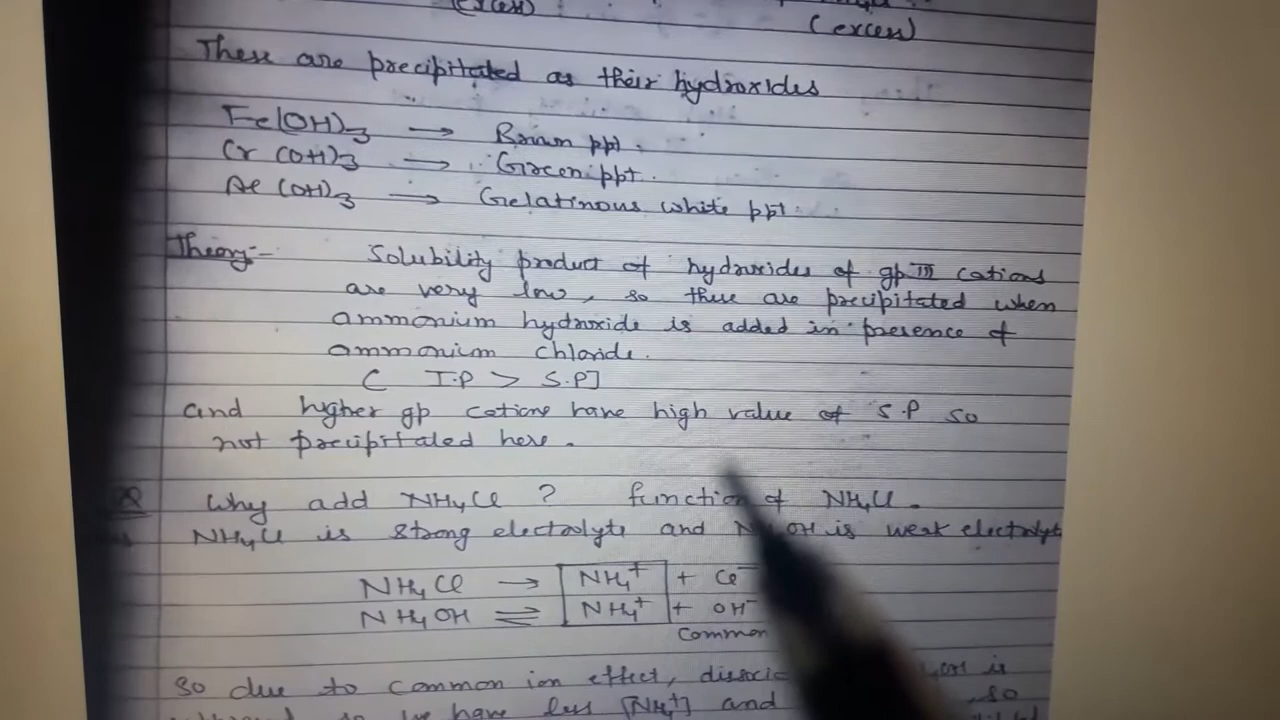 (excess)
(excess)
These are precipitated as their hydroxides
Fe(OH)3 → Brown ppt.
Cr(OH)3 → Green ppt.
Al(OH)3 → Gelatinous white ppt.
Theory:- Solubility product of hydroxides of gp III cations
are very low, so these are precipitated when
ammonium hydroxide is added in presence of
ammonium chloride.
( I.P > S.P]
and higher gp cations have high value of S.P so
not precipitated here.
Q Why add NH4Cl ? function of NH4Cl.
NH4Cl is strong electrolyte and OH is weak electrolyte
NH4Cl → NH4+ + Cl-
NH4OH ⇌ NH4+ + OH-
Common
So due to common ion effect, is
we have less [NH4+] and so